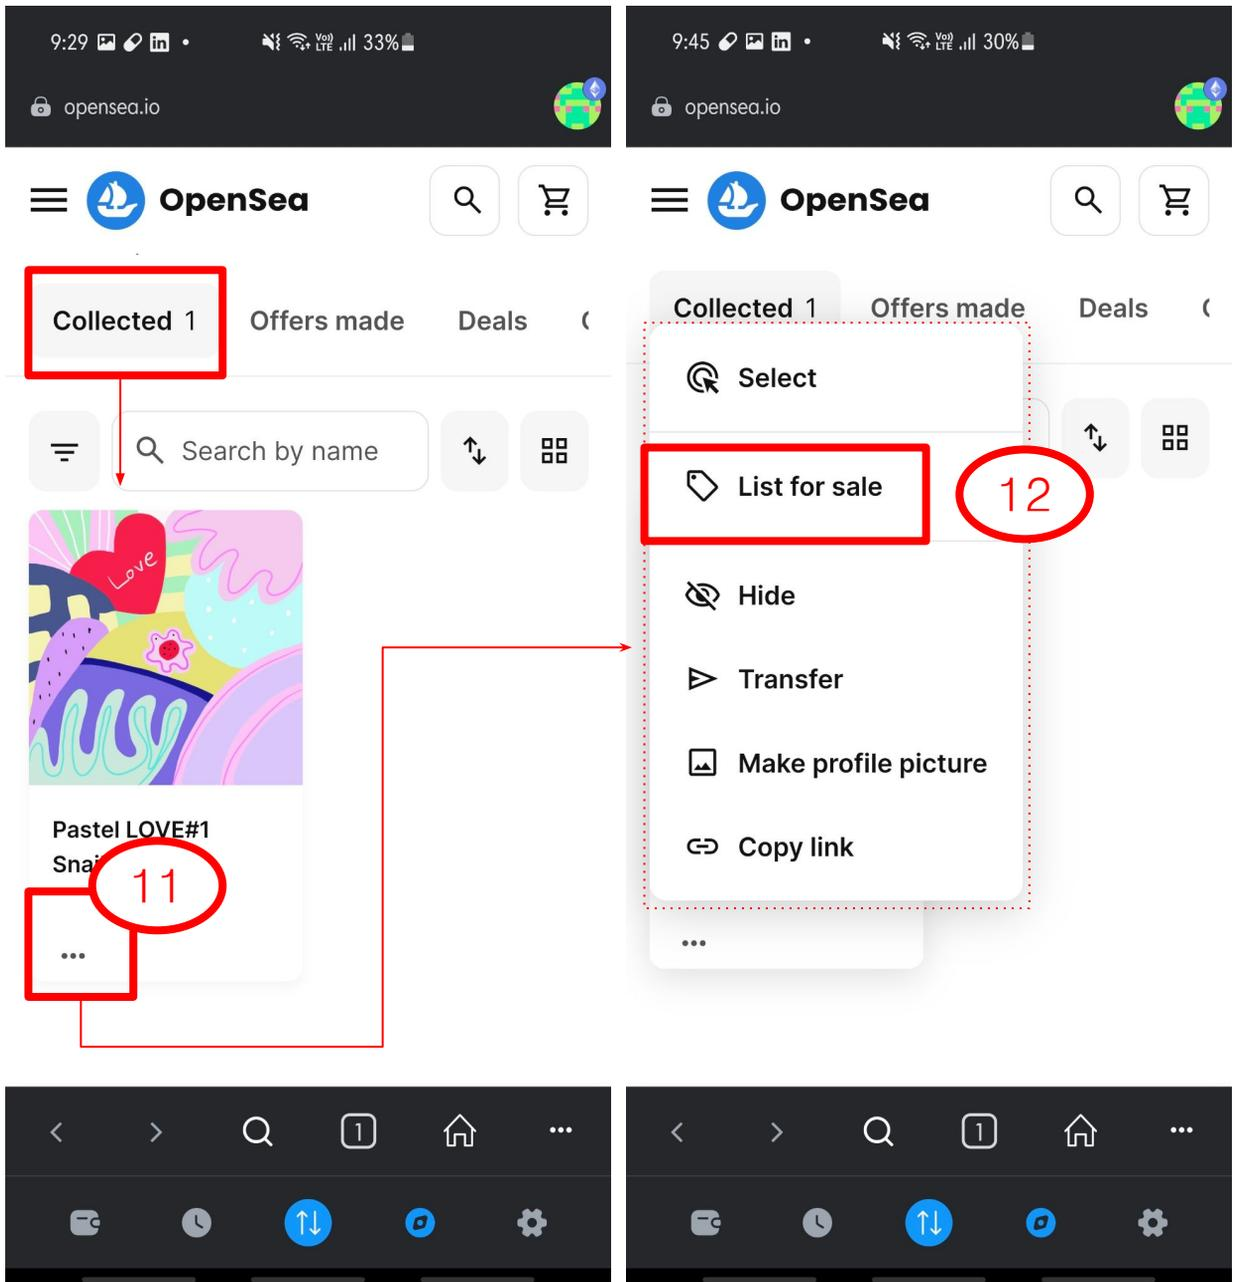 9:29
33%
opensea.io
OpenSea
Collected 1
Offers made
Deals
Search by name
Love
Pastel LOVE#1
11
1
9:45
30%
opensea.io
OpenSea
Collected 1
Offers made
Deals
Select
List for sale
12
Hide
Transfer
Make profile picture
Copy link
1